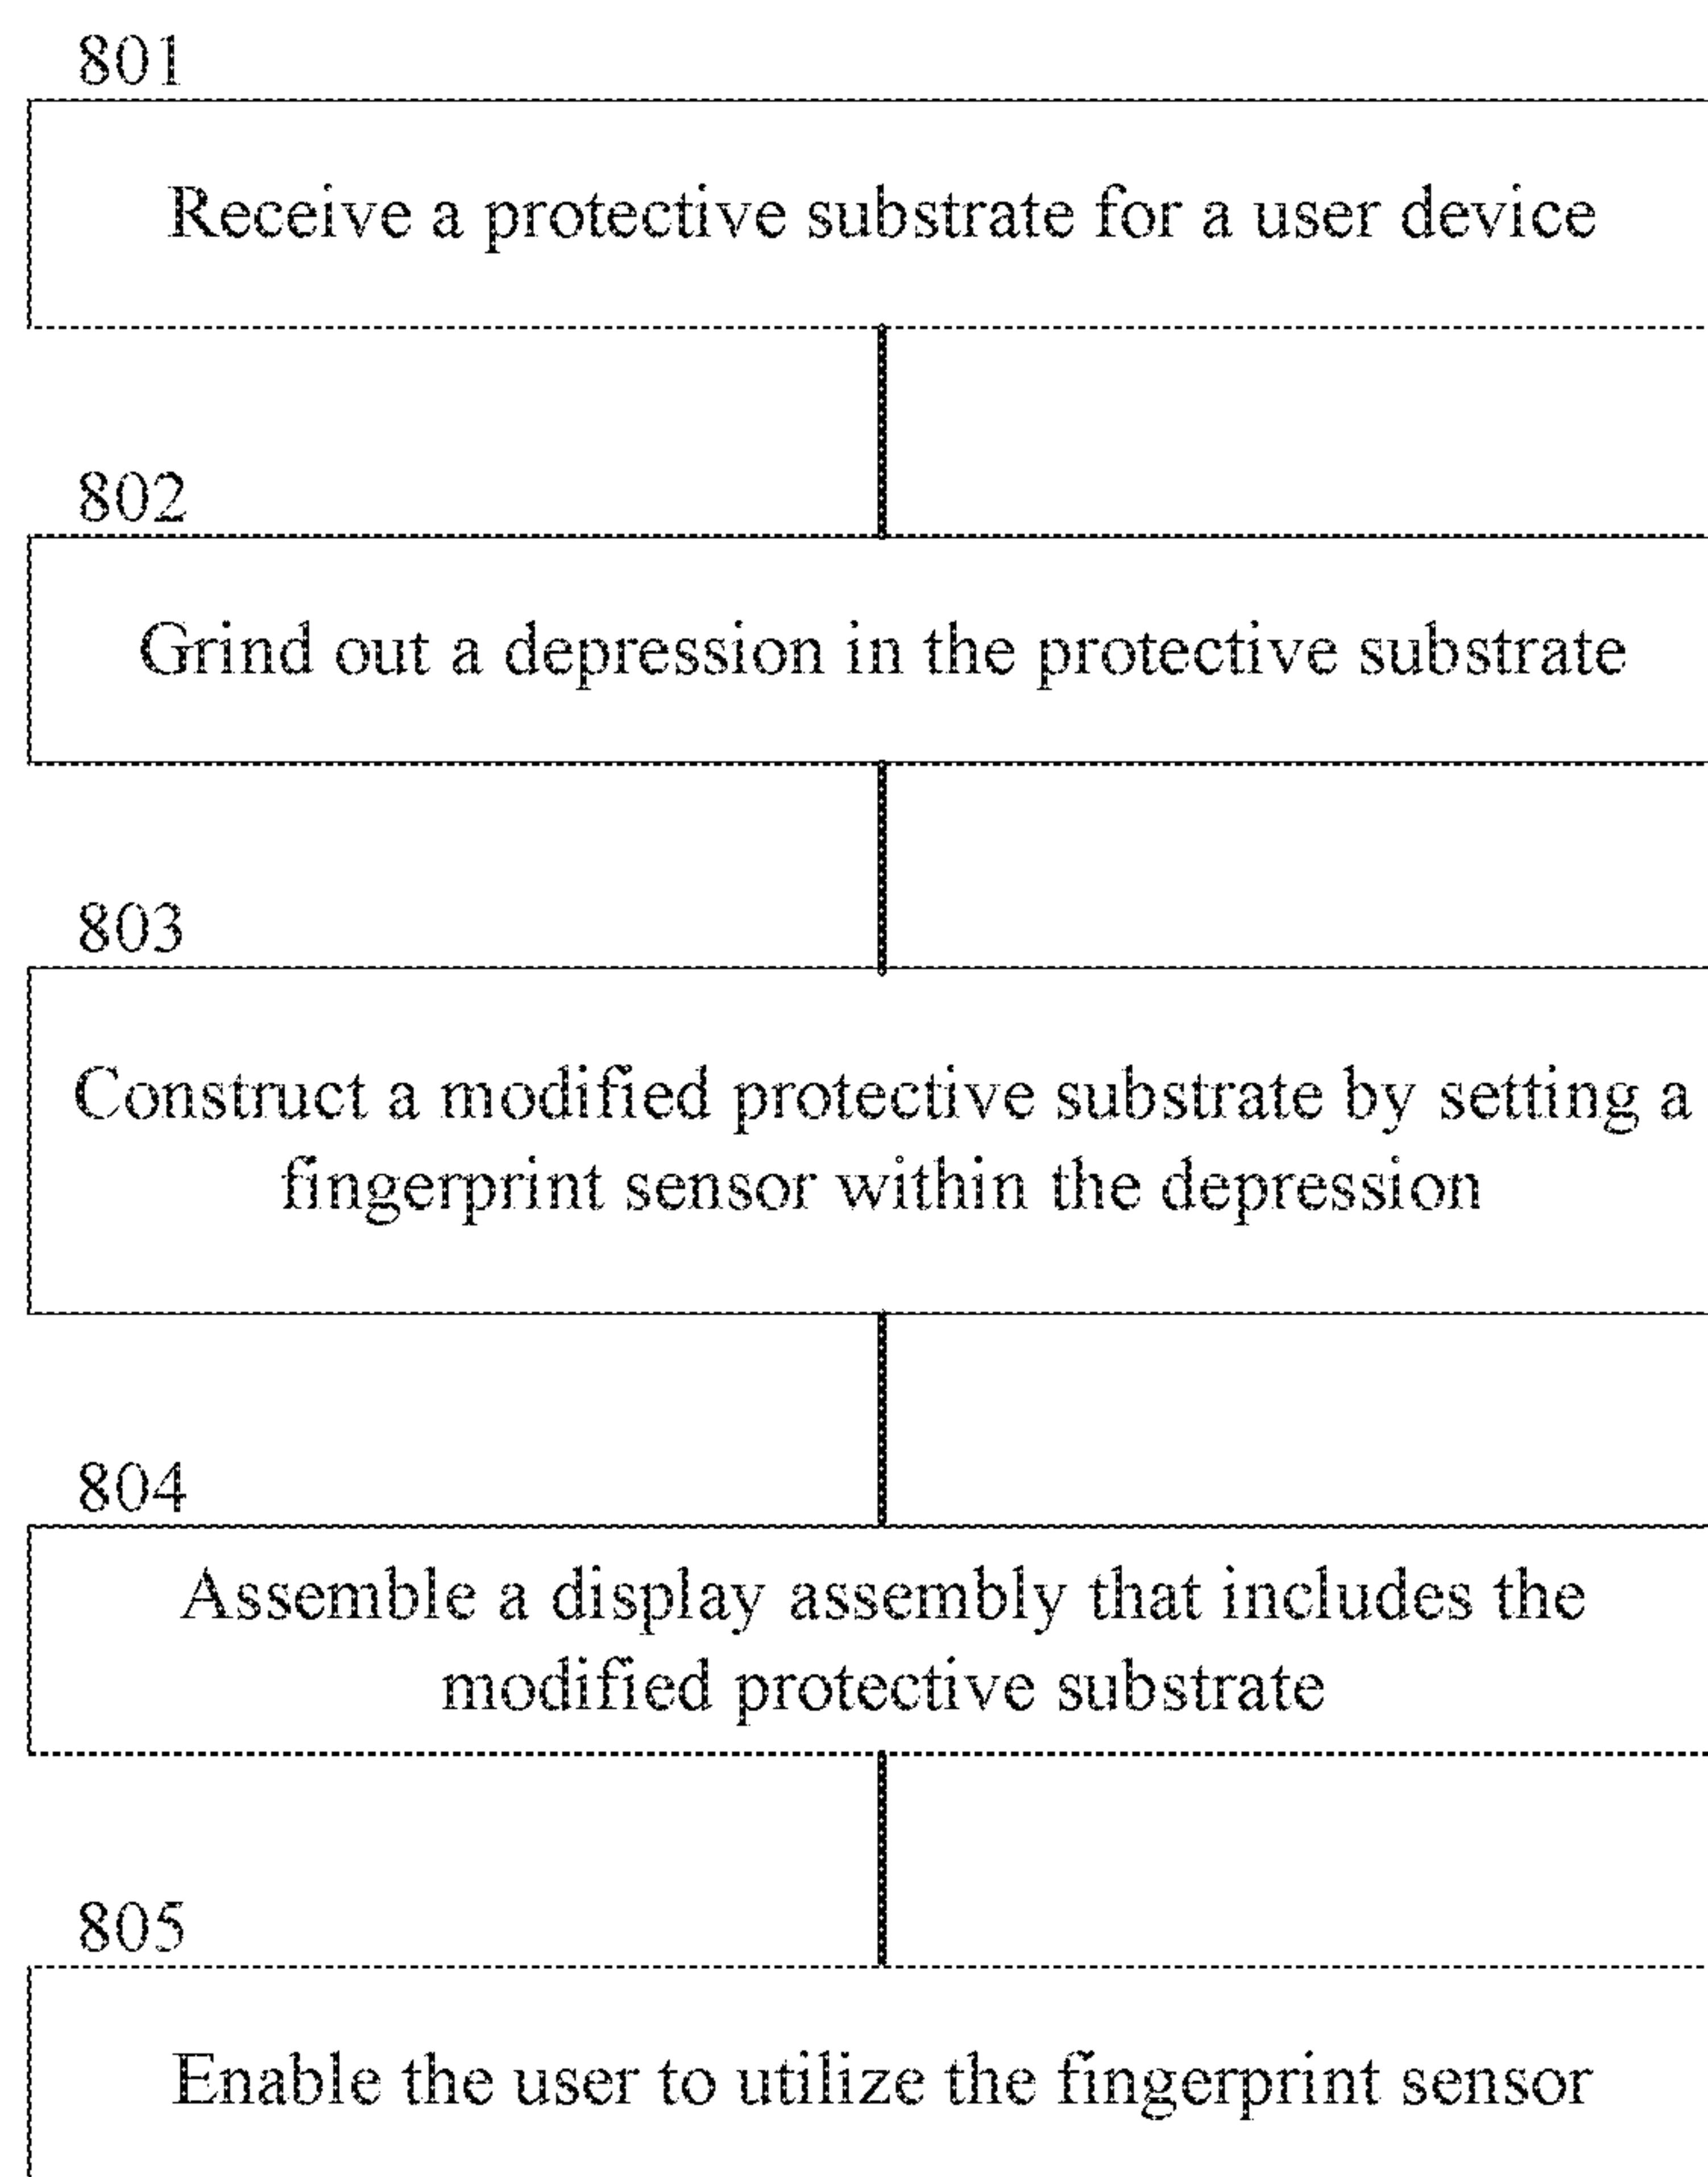 801
Receive a protective substrate for a user device
802
Grind out a depression in the protective substrate
803
Construct a modified protective substrate by setting a
fingerprint sensor within the depression
804
Assemble a display assembly that includes the
modified protective substrate
805
Enable the user to utilize the fingerprint sensor